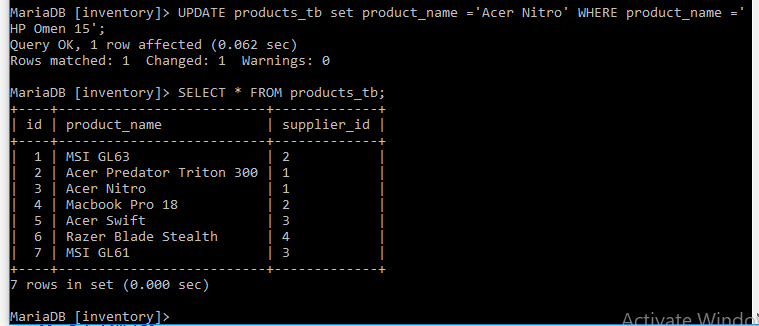 MariaDB [inventory]> UPDATE products_tb set product_name ='Acer Nitro' WHERE product_name ='
HP Omen 15';
Query OK, 1 row affected (0.062 sec)
Rows matched: 1  Changed: 1  Warnings: 0

MariaDB [inventory]> SELECT * FROM products_tb;
+----+--------------------------+-------------+
| id | product_name             | supplier_id |
+----+--------------------------+-------------+
|  1 | MSI GL63                 | 2           |
|  2 | Acer Predator Triton 300 | 1           |
|  3 | Acer Nitro               | 1           |
|  4 | Macbook Pro 18           | 2           |
|  5 | Acer Swift               | 3           |
|  6 | Razer Blade Stealth      | 4           |
|  7 | MSI GL61                 | 3           |
+----+--------------------------+-------------+
7 rows in set (0.000 sec)

MariaDB [inventory]>
Activate Windo